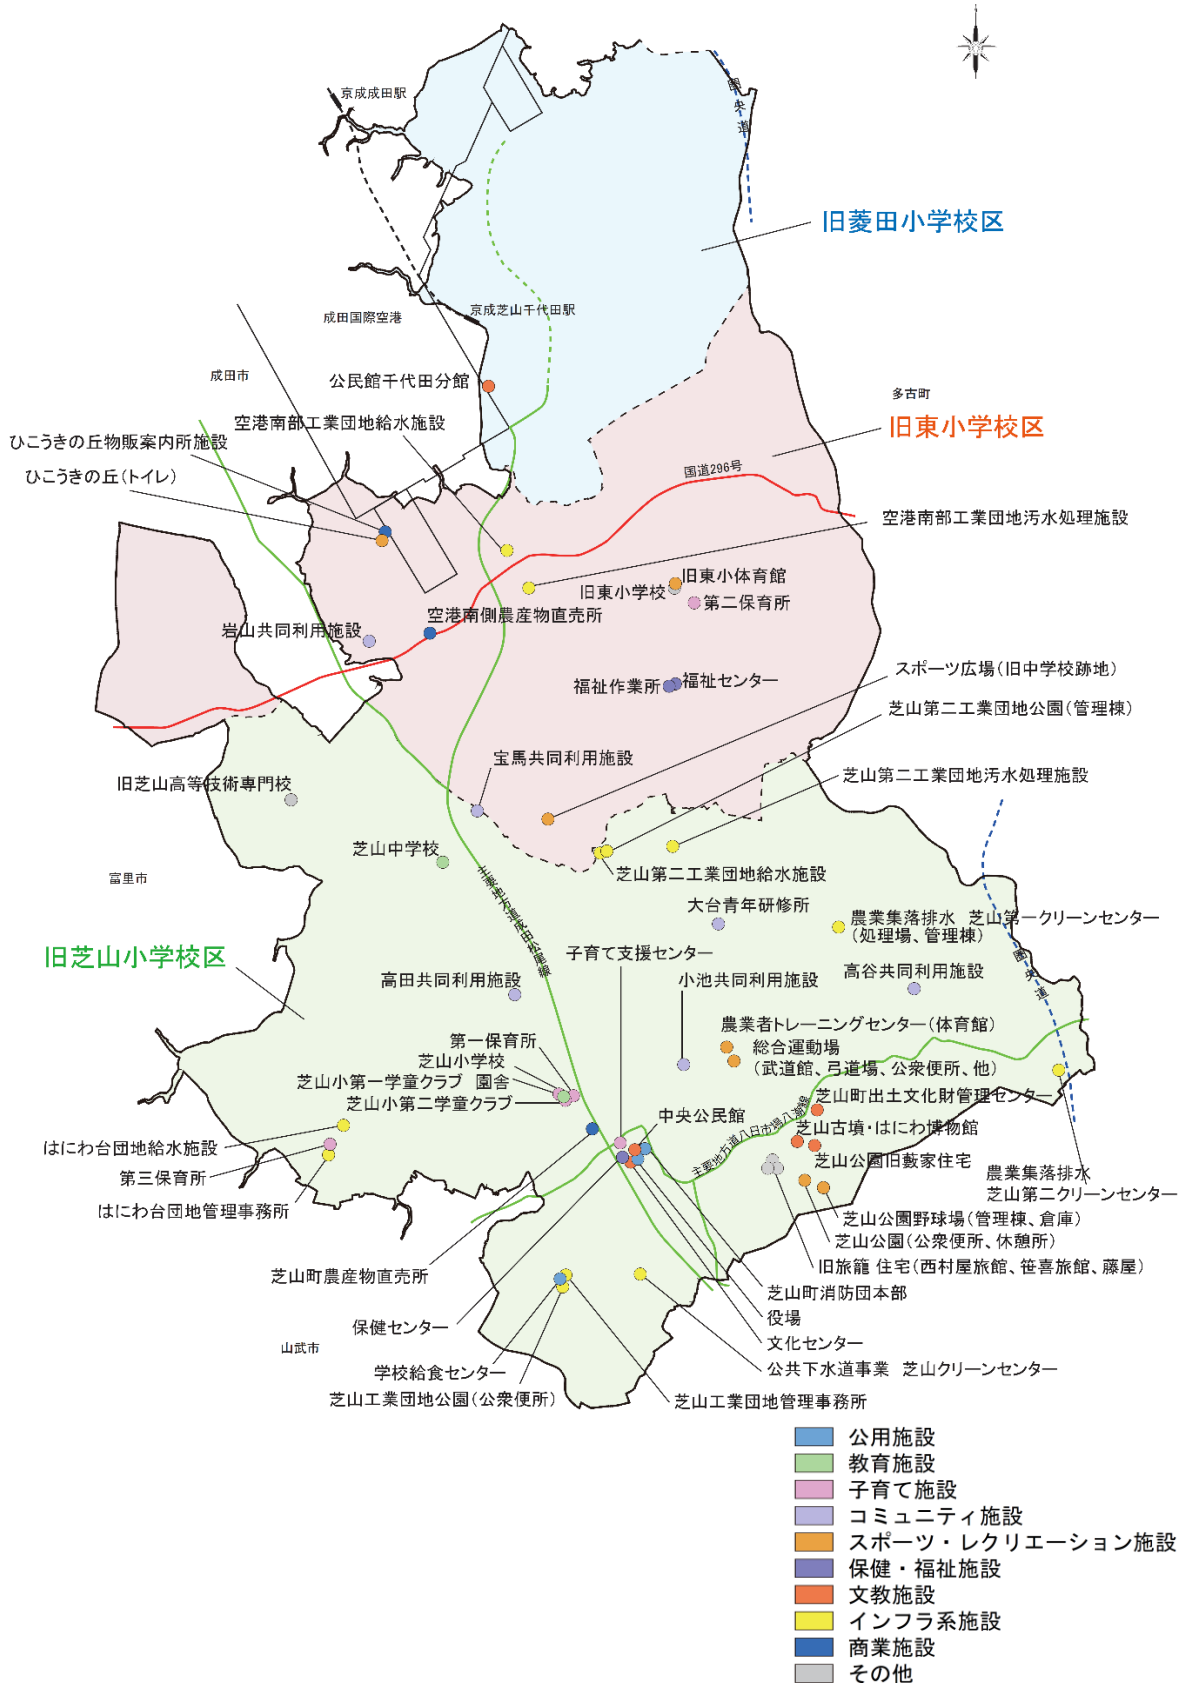 京成成田駅
圏央道
旧菱田小学校区
京成芝山千代田駅
成田国際空港
成田市
公民館千代田分館
多古町
空港南部工業団地給水施設
旧東小学校区
ひこうきの丘物販案内所施設
ひこうきの丘(トイレ)
国道296号
空港南部工業団地汚水処理施設
旧東小体育館
旧東小学校
第二保育所
空港南側農産物直売所
岩山共同利用施設
スポーツ広場(旧中学校跡地)
福祉作業所
福祉センター
芝山第二工業団地公園(管理棟)
宝馬共同利用施設
芝山第二工業団地汚水処理施設
旧芝山高等技術専門校
芝山中学校
富里市
芝山第二工業団地給水施設
主要地方道成田松尾線
大台青年研修所
農業集落排水 芝山第一クリーンセンター
(処理場、管理棟)
旧芝山小学校区
子育て支援センター
高田共同利用施設
小池共同利用施設
高谷共同利用施設
圏央道
農業者トレーニングセンター(体育館)
第一保育所
総合運動場
芝山小学校
(武道館、弓道場、公衆便所、他)
芝山小第一学童クラブ 園舎
芝山小第二学童クラブ
芝山町出土文化財管理センター
中央公民館
主要地方道八日市場八街線
芝山古墳・はにわ博物館
はにわ台団地給水施設
芝山公園旧藪家住宅
第三保育所
農業集落排水
芝山第二クリーンセンター
はにわ台団地管理事務所
芝山公園野球場(管理棟、倉庫)
芝山公園(公衆便所、休憩所)
旧旅籠 住宅(西村屋旅館、笹喜旅館、藤屋)
芝山町農産物直売所
芝山町消防団本部
役場
保健センター
文化センター
山武市
学校給食センター
公共下水道事業 芝山クリーンセンター
芝山工業団地公園(公衆便所)
芝山工業団地管理事務所
公用施設
教育施設
子育て施設
コミュニティ施設
スポーツ・レクリエーション施設
保健・福祉施設
文教施設
インフラ系施設
商業施設
その他